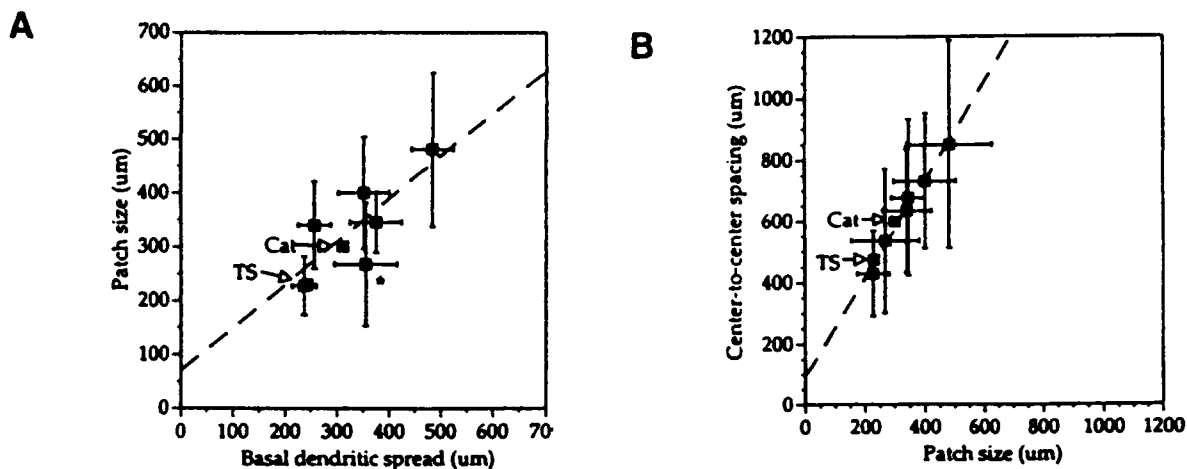 A
700
600
500
400
300
200
100
0
Patch size (um)
Cat
TS
*
0 100 200 300 400 500 600 70
Basal dendritic spread (um)
B
1200
1000
800
600
400
200
0
Center-to-center spacing (um)
Cat
TS
0 200 400 600 800 1000 1200
Patch size (um)